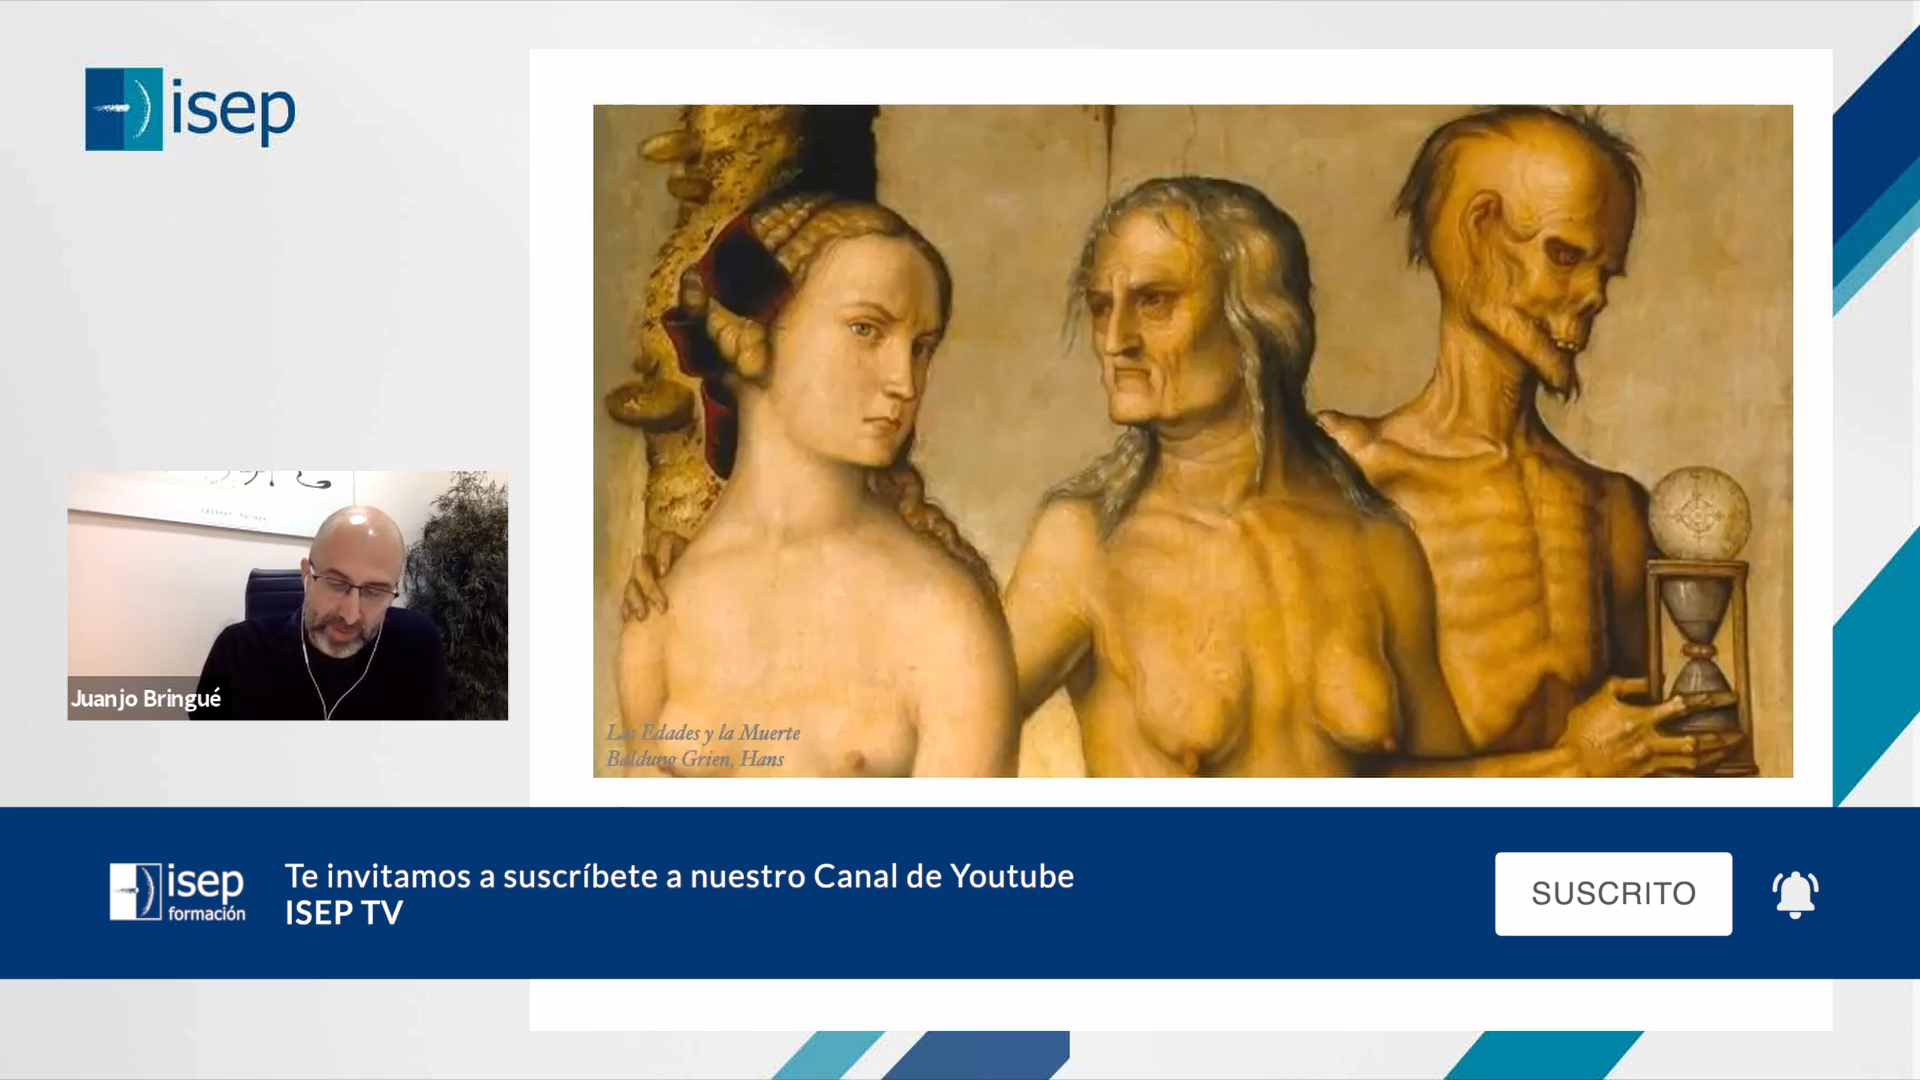 isep
Juanjo Bringué
Las Edades y la Muerte
Baldung Grien, Hans
isep
formación
Te invitamos a suscríbete a nuestro Canal de Youtube
ISEP TV
SUSCRITO